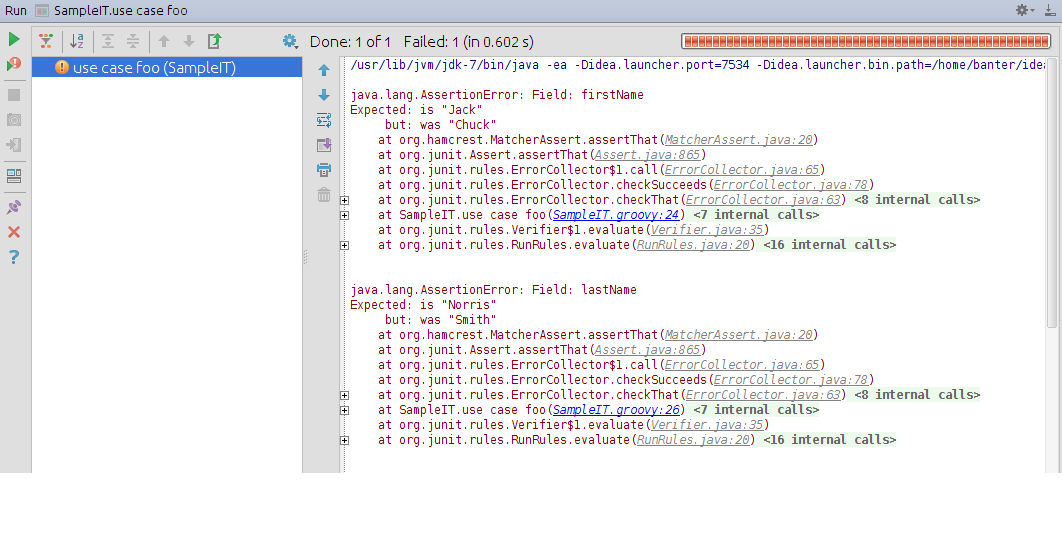 Run SampleIT.use case foo
Done: 1 of 1 Failed: 1 (in 0.602 s)
use case foo (SampleIT)
/usr/lib/jvm/jdk-7/bin/java -ea -Didea.launcher.port=7534 -Didea.launcher.bin.path=/home/banter/idea
java.lang.AssertionError: Field: firstName
Expected: is "Jack"
but: was "Chuck"
at org.hamcrest.MatcherAssert.assertThat(MatcherAssert.java:20)
at org.junit.Assert.assertThat(Assert.java:865)
at org.junit.rules.ErrorCollector$1.call(ErrorCollector.java:65)
at org.junit.rules.ErrorCollector.checkSucceeds(ErrorCollector.java:78)
at org.junit.rules.ErrorCollector.checkThat(ErrorCollector.java:63) <8 internal calls>
at SampleIT.use case foo(SampleIT.groovy:24) <7 internal calls>
at org.junit.rules.Verifier$1.evaluate(Verifier.java:35)
at org.junit.rules.RunRules.evaluate(RunRules.java:20) <16 internal calls>
java.lang.AssertionError: Field: lastName
Expected: is "Norris"
but: was "Smith"
at org.hamcrest.MatcherAssert.assertThat(MatcherAssert.java:20)
at org.junit.Assert.assertThat(Assert.java:865)
at org.junit.rules.ErrorCollector$1.call(ErrorCollector.java:65)
at org.junit.rules.ErrorCollector.checkSucceeds(ErrorCollector.java:78)
at org.junit.rules.ErrorCollector.checkThat(ErrorCollector.java:63) <8 internal calls>
at SampleIT.use case foo(SampleIT.groovy:26) <7 internal calls>
at org.junit.rules.Verifier$1.evaluate(Verifier.java:35)
at org.junit.rules.RunRules.evaluate(RunRules.java:20) <16 internal calls>